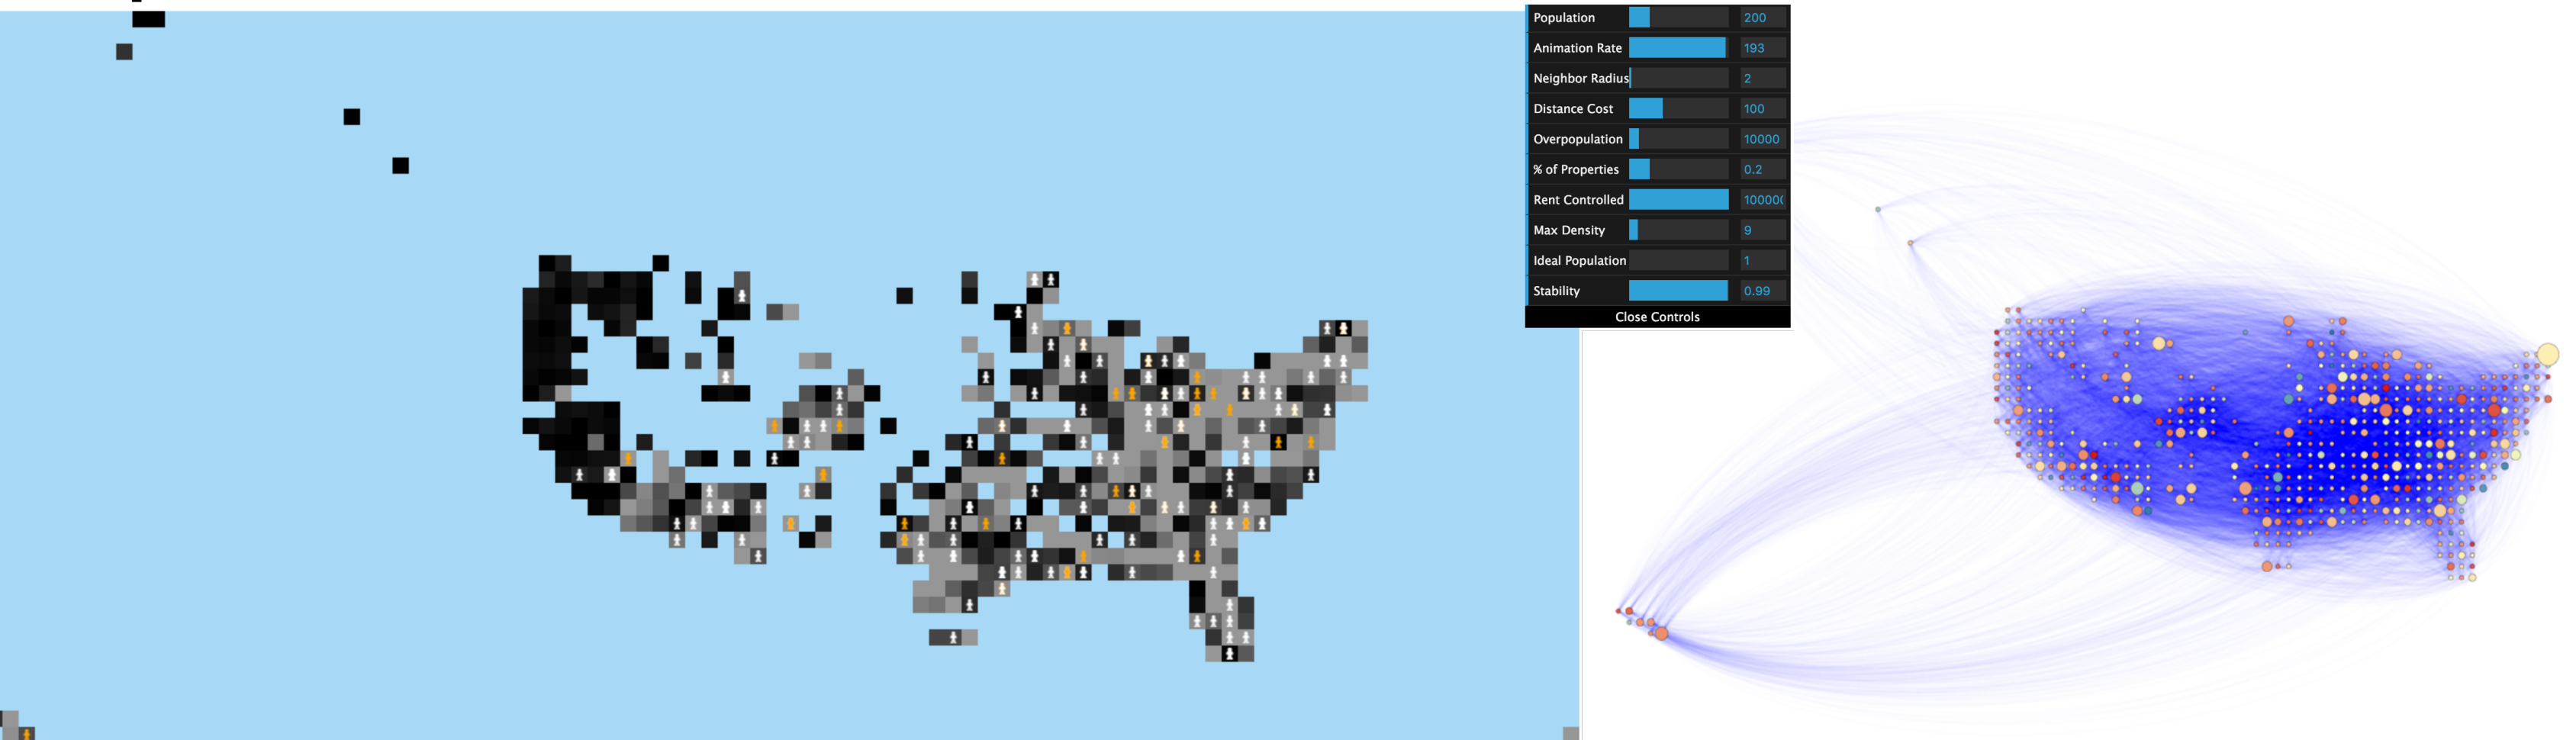 Population 200
Animation Rate 193
Neighbor Radius 2
Distance Cost 100
Overpopulation 10000
% of Properties 0.2
Rent Controlled 10000
Max Density 9
Ideal Population 1
Stability 0.99
Close Controls